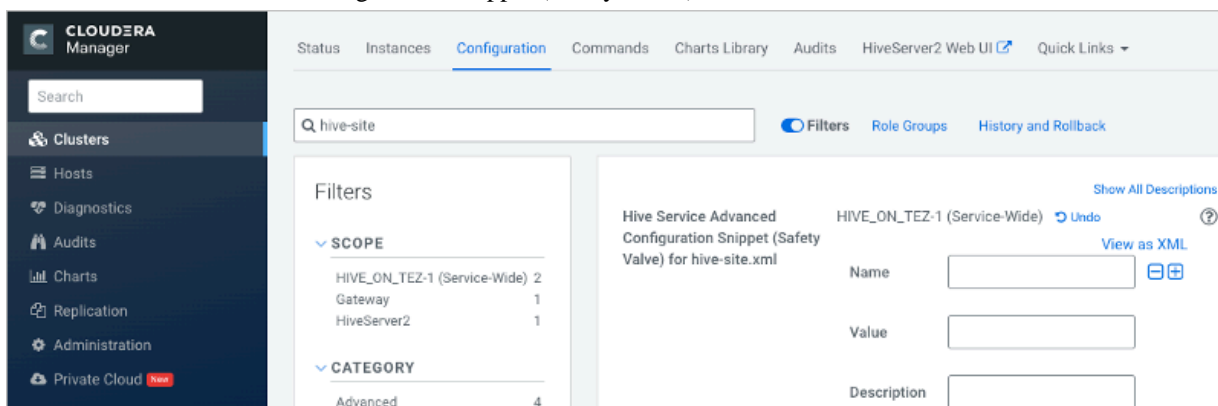 CLOUDERA
Manager
Search
Clusters
Hosts
Diagnostics
Audits
Charts
Replication
Administration
Private Cloud New
Status Instances Configuration Commands Charts Library Audits HiveServer2 Web UI Quick Links
hive-site
Filters Role Groups History and Rollback
Filters
SCOPE
HIVE_ON_TEZ-1 (Service-Wide) 2
Gateway 1
HiveServer2 1
CATEGORY
Advanced 4
Show All Descriptions
Hive Service Advanced
Configuration Snippet (Safety
Valve) for hive-site.xml
HIVE_ON_TEZ-1 (Service-Wide) Undo
View as XML
Name
Value
Description